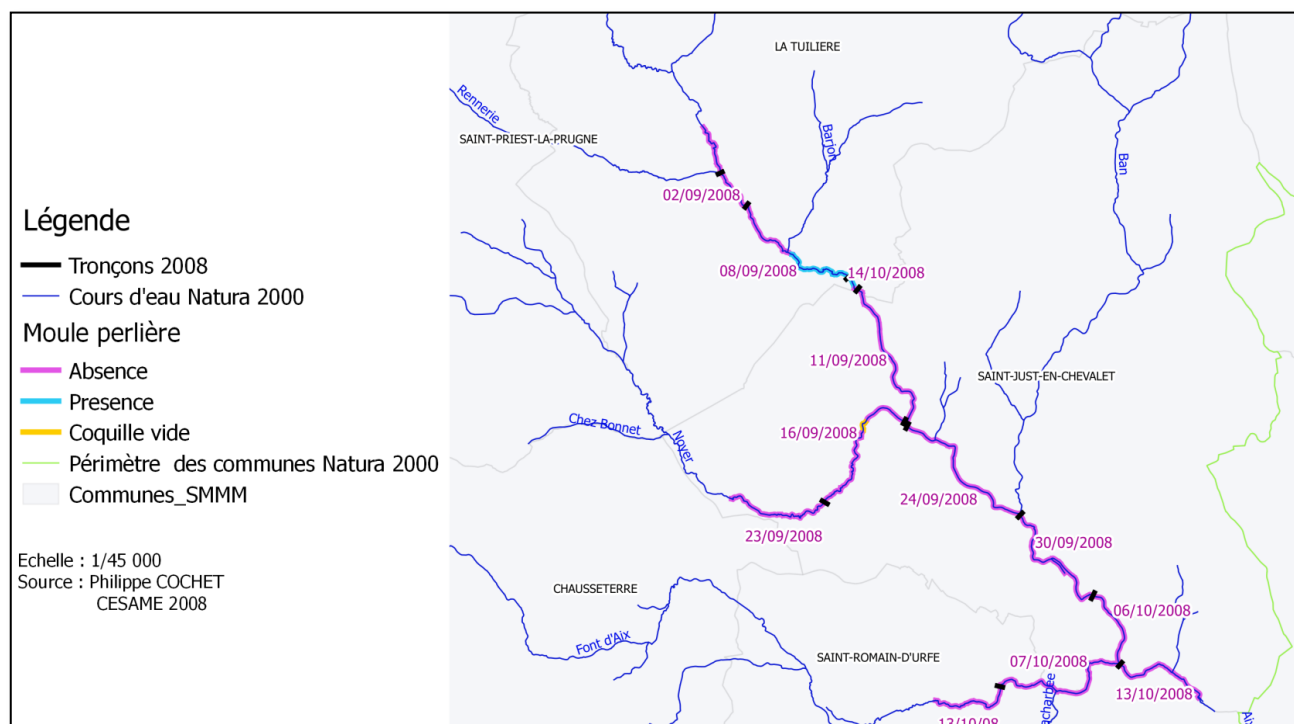 Légende
Tronçons 2008
Cours d'eau Natura 2000
Moule perlière
Absence
Presence
Coquille vide
Périmètre des communes Natura 2000
Communes_SMMM
Echelle : 1/45 000
Source : Philippe COCHET
CESAME 2008
LA TUILIERE
Rennerie
SAINT-PRIEST-LA-PRUGNE
Barjon
Ban
02/09/2008
08/09/2008
14/10/2008
11/09/2008
SAINT-JUST-EN-CHEVALET
Chez Bonnet
Noyer
16/09/2008
24/09/2008
23/09/2008
30/09/2008
CHAUSSETERRE
06/10/2008
Font d'Aix
SAINT-ROMAIN-D'URFE
07/10/2008
13/10/2008
13/10/08